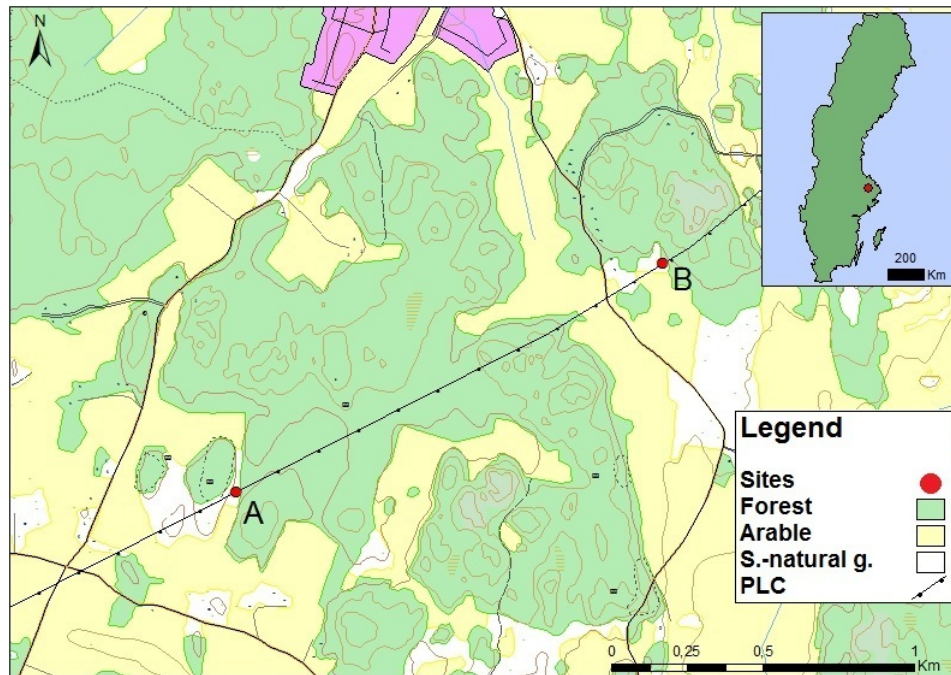 N
200
Km
B
A
Legend
Sites
Forest
Arable
S.-natural g.
PLC
0 0,25 0,5 1
Km